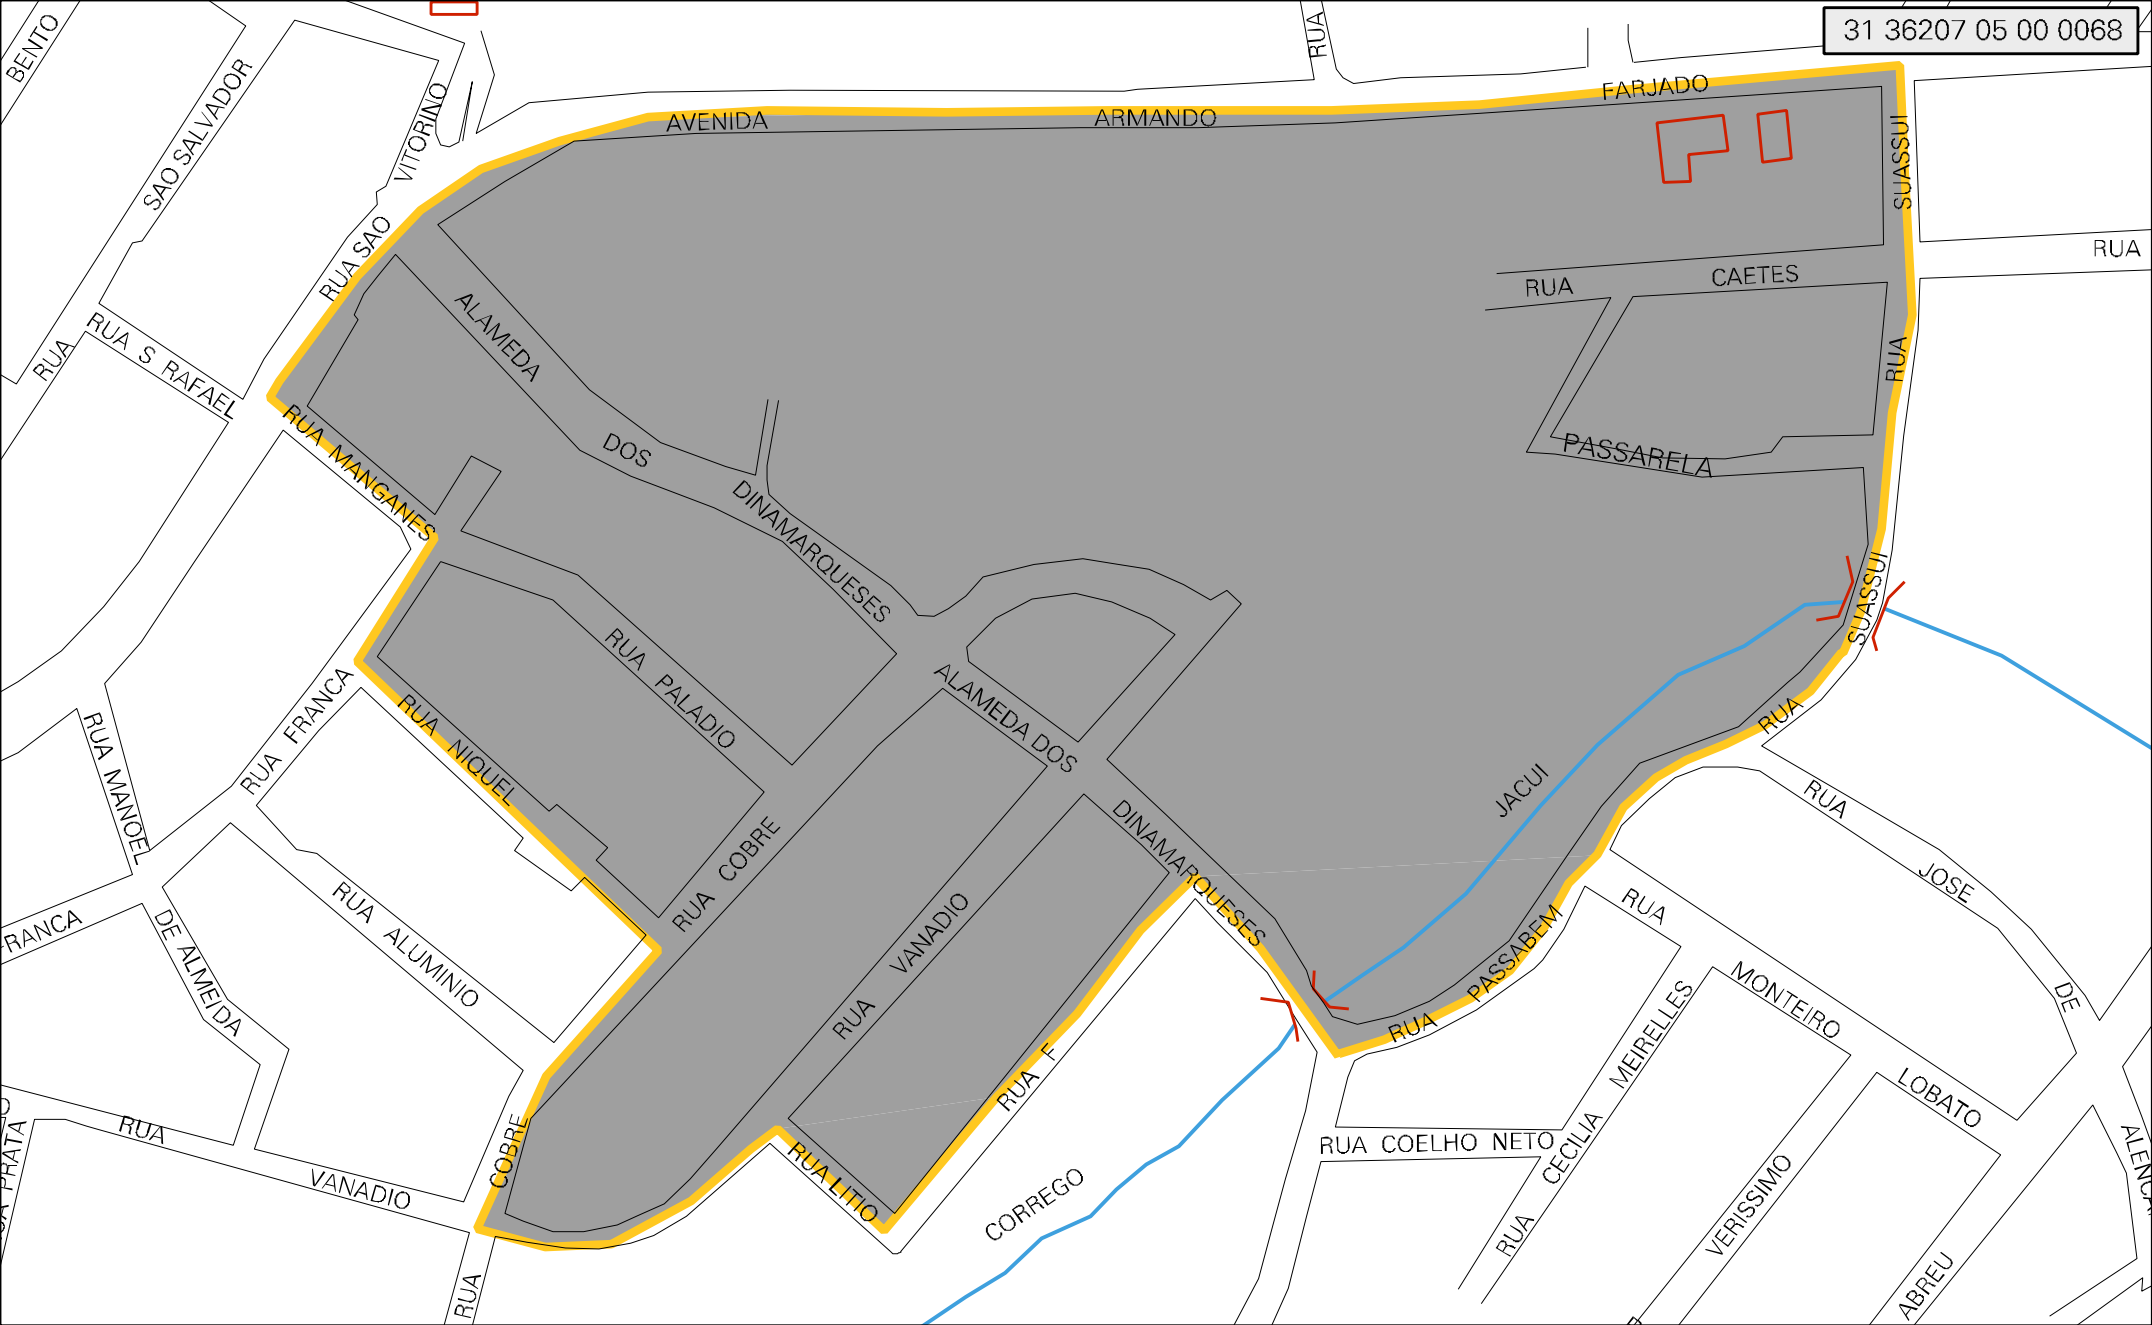 31 36207 05 00 0068
BENTO
SAO SALVADOR
VITORINO
RUA SAO
RUA
AVENIDA
ARMANDO
FARJADO
SUASSUI
RUA
RUA
CAETES
RUA
PASSARELA
RUA
RUA S RAFAEL
RUA MANGANES
ALAMEDA
DOS
DINAMARQUESES
SUASSUI
RUA
RUA PALADIO
ALAMEDA DOS
DINAMARQUESES
RUA NIQUEL
RUA FRANCA
RUA MANOEL
DE ALMEIDA
RANCA
RUA ALUMINIO
RUA COBRE
RUA VANADIO
JACUI
RUA
JOSE
DE
ALENCA
RUA
MONTEIRO
LOBATO
RUA PASSABEM
RUA F
RUA LITIO
COBRE
RUA
RUA
VANADIO
PRATA
CORREGO
RUA COELHO NETO
RUA CECILIA MEIRELLES
VERISSIMO
ABREU